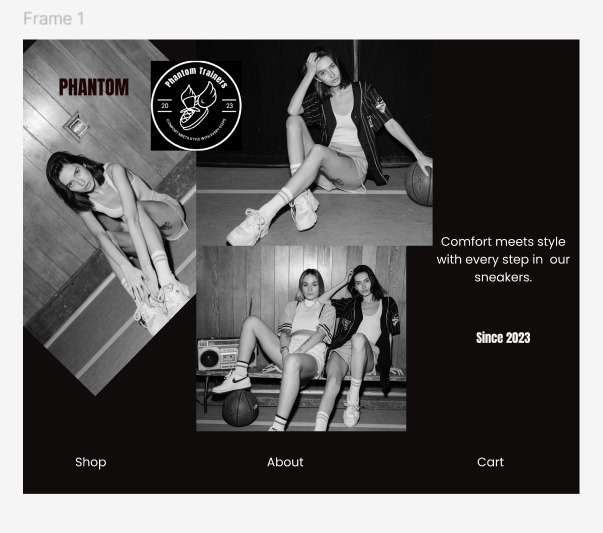 Frame 1
PHANTOM
Phantom Trainers
20 23
COMFORT MEETS STYLE WITH EVERY STEP
Comfort meets style
with every step in our
sneakers.
Since 2023
Shop
About
Cart